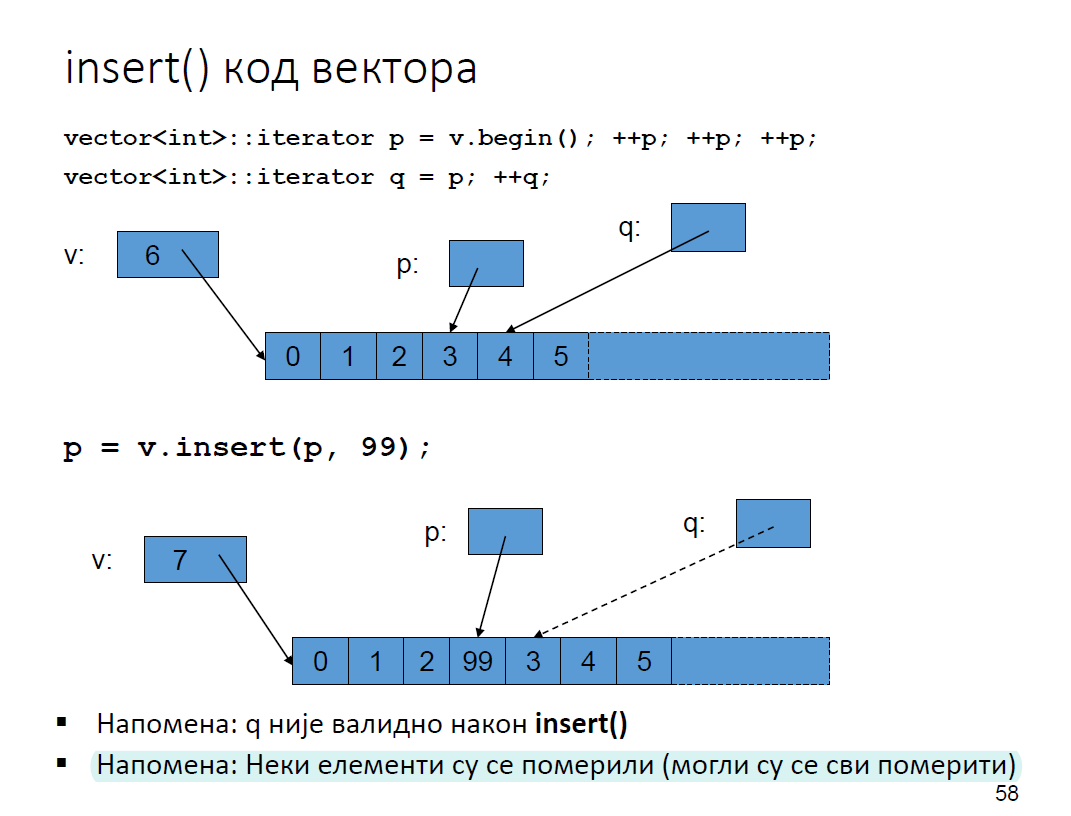 insert() код вектора
vector<int>::iterator p = v.begin(); ++p; ++p; ++p;
vector<int>::iterator q = p; ++q;
v: 6
p:
q:
0 1 2 3 4 5
p = v.insert(p, 99);
v: 7
p:
q:
0 1 2 99 3 4 5
▪ Напомена: q није валидно након insert()
▪ Напомена: Неки елементи су се померили (могли су се сви померити)
58